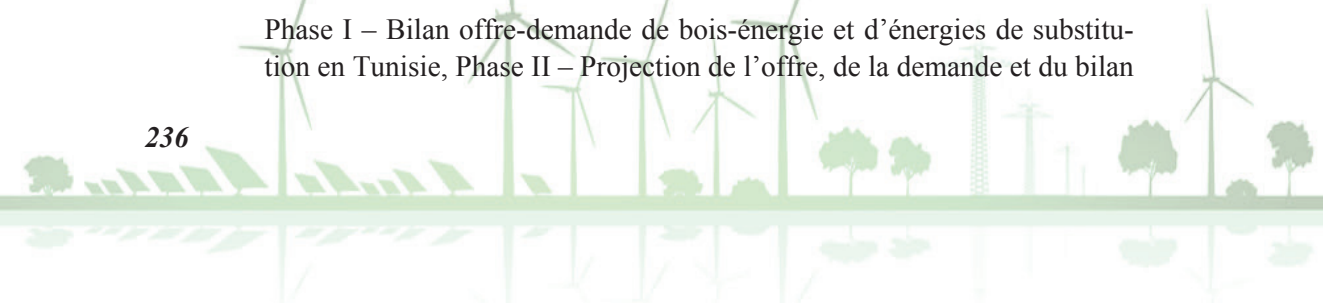 Phase I – Bilan offre-demande de bois-énergie et d’énergies de substitu-
tion en Tunisie, Phase II – Projection de l’offre, de la demande et du bilan
236